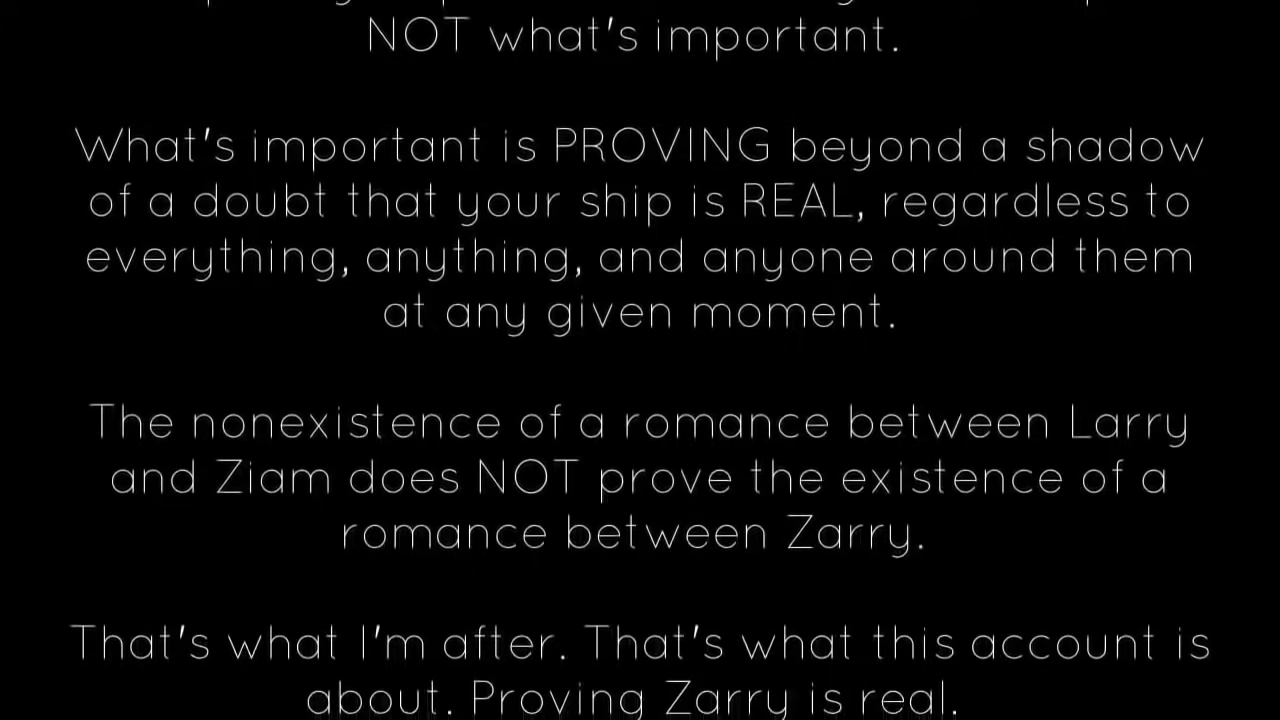 NOT what's important.
What's important is PROVING beyond a shadow
of a doubt that your ship is REAL, regardless to
everything, anything, and anyone around them
at any given moment.
The nonexistence of a romance between Larry
and Ziam does NOT prove the existence of a
romance between Zarry.
That's what I'm after. That's what this account is
about. Proving Zarry is real.